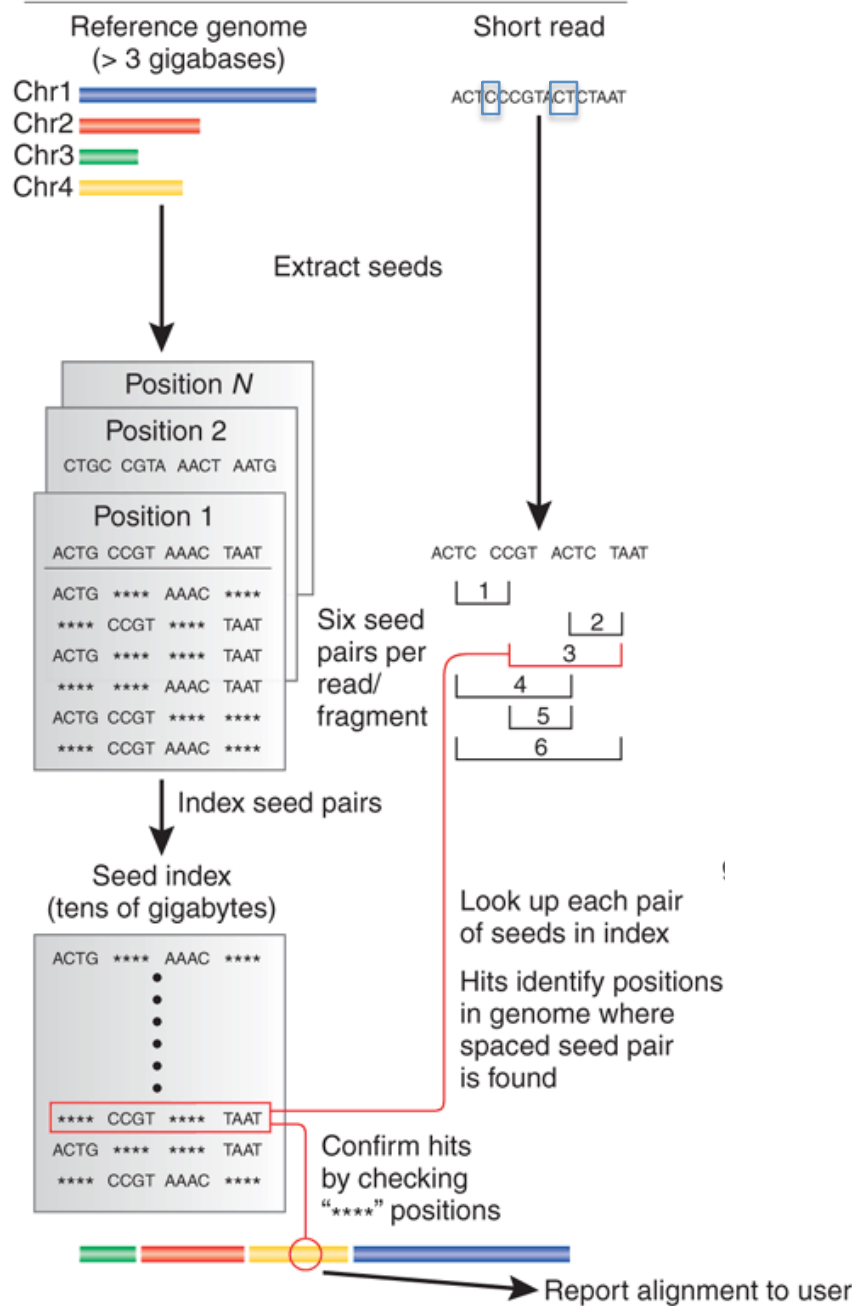 Reference genome
(> 3 gigabases)
Short read
Chr1
Chr2
Chr3
Chr4
ACTCCCGTACTCTAAT
Extract seeds
Position N
Position 2
CTGC CGTA AACT AATG
Position 1
ACTG CCGT AAAC TAAT
ACTG **** AAAC ****
**** CCGT **** TAAT
ACTG **** **** TAAT
**** **** AAAC TAAT
ACTG CCGT **** ****
**** CCGT AAAC ****
Six seed
pairs per
read/
fragment
ACTC CCGT ACTC TAAT
1
2
3
4
5
6
Index seed pairs
Seed index
(tens of gigabytes)
ACTG **** AAAC ****
**** CCGT **** TAAT
ACTG **** **** TAAT
**** CCGT AAAC ****
Look up each pair
of seeds in index
Hits identify positions
in genome where
spaced seed pair
is found
Confirm hits
by checking
"****" positions
Report alignment to user